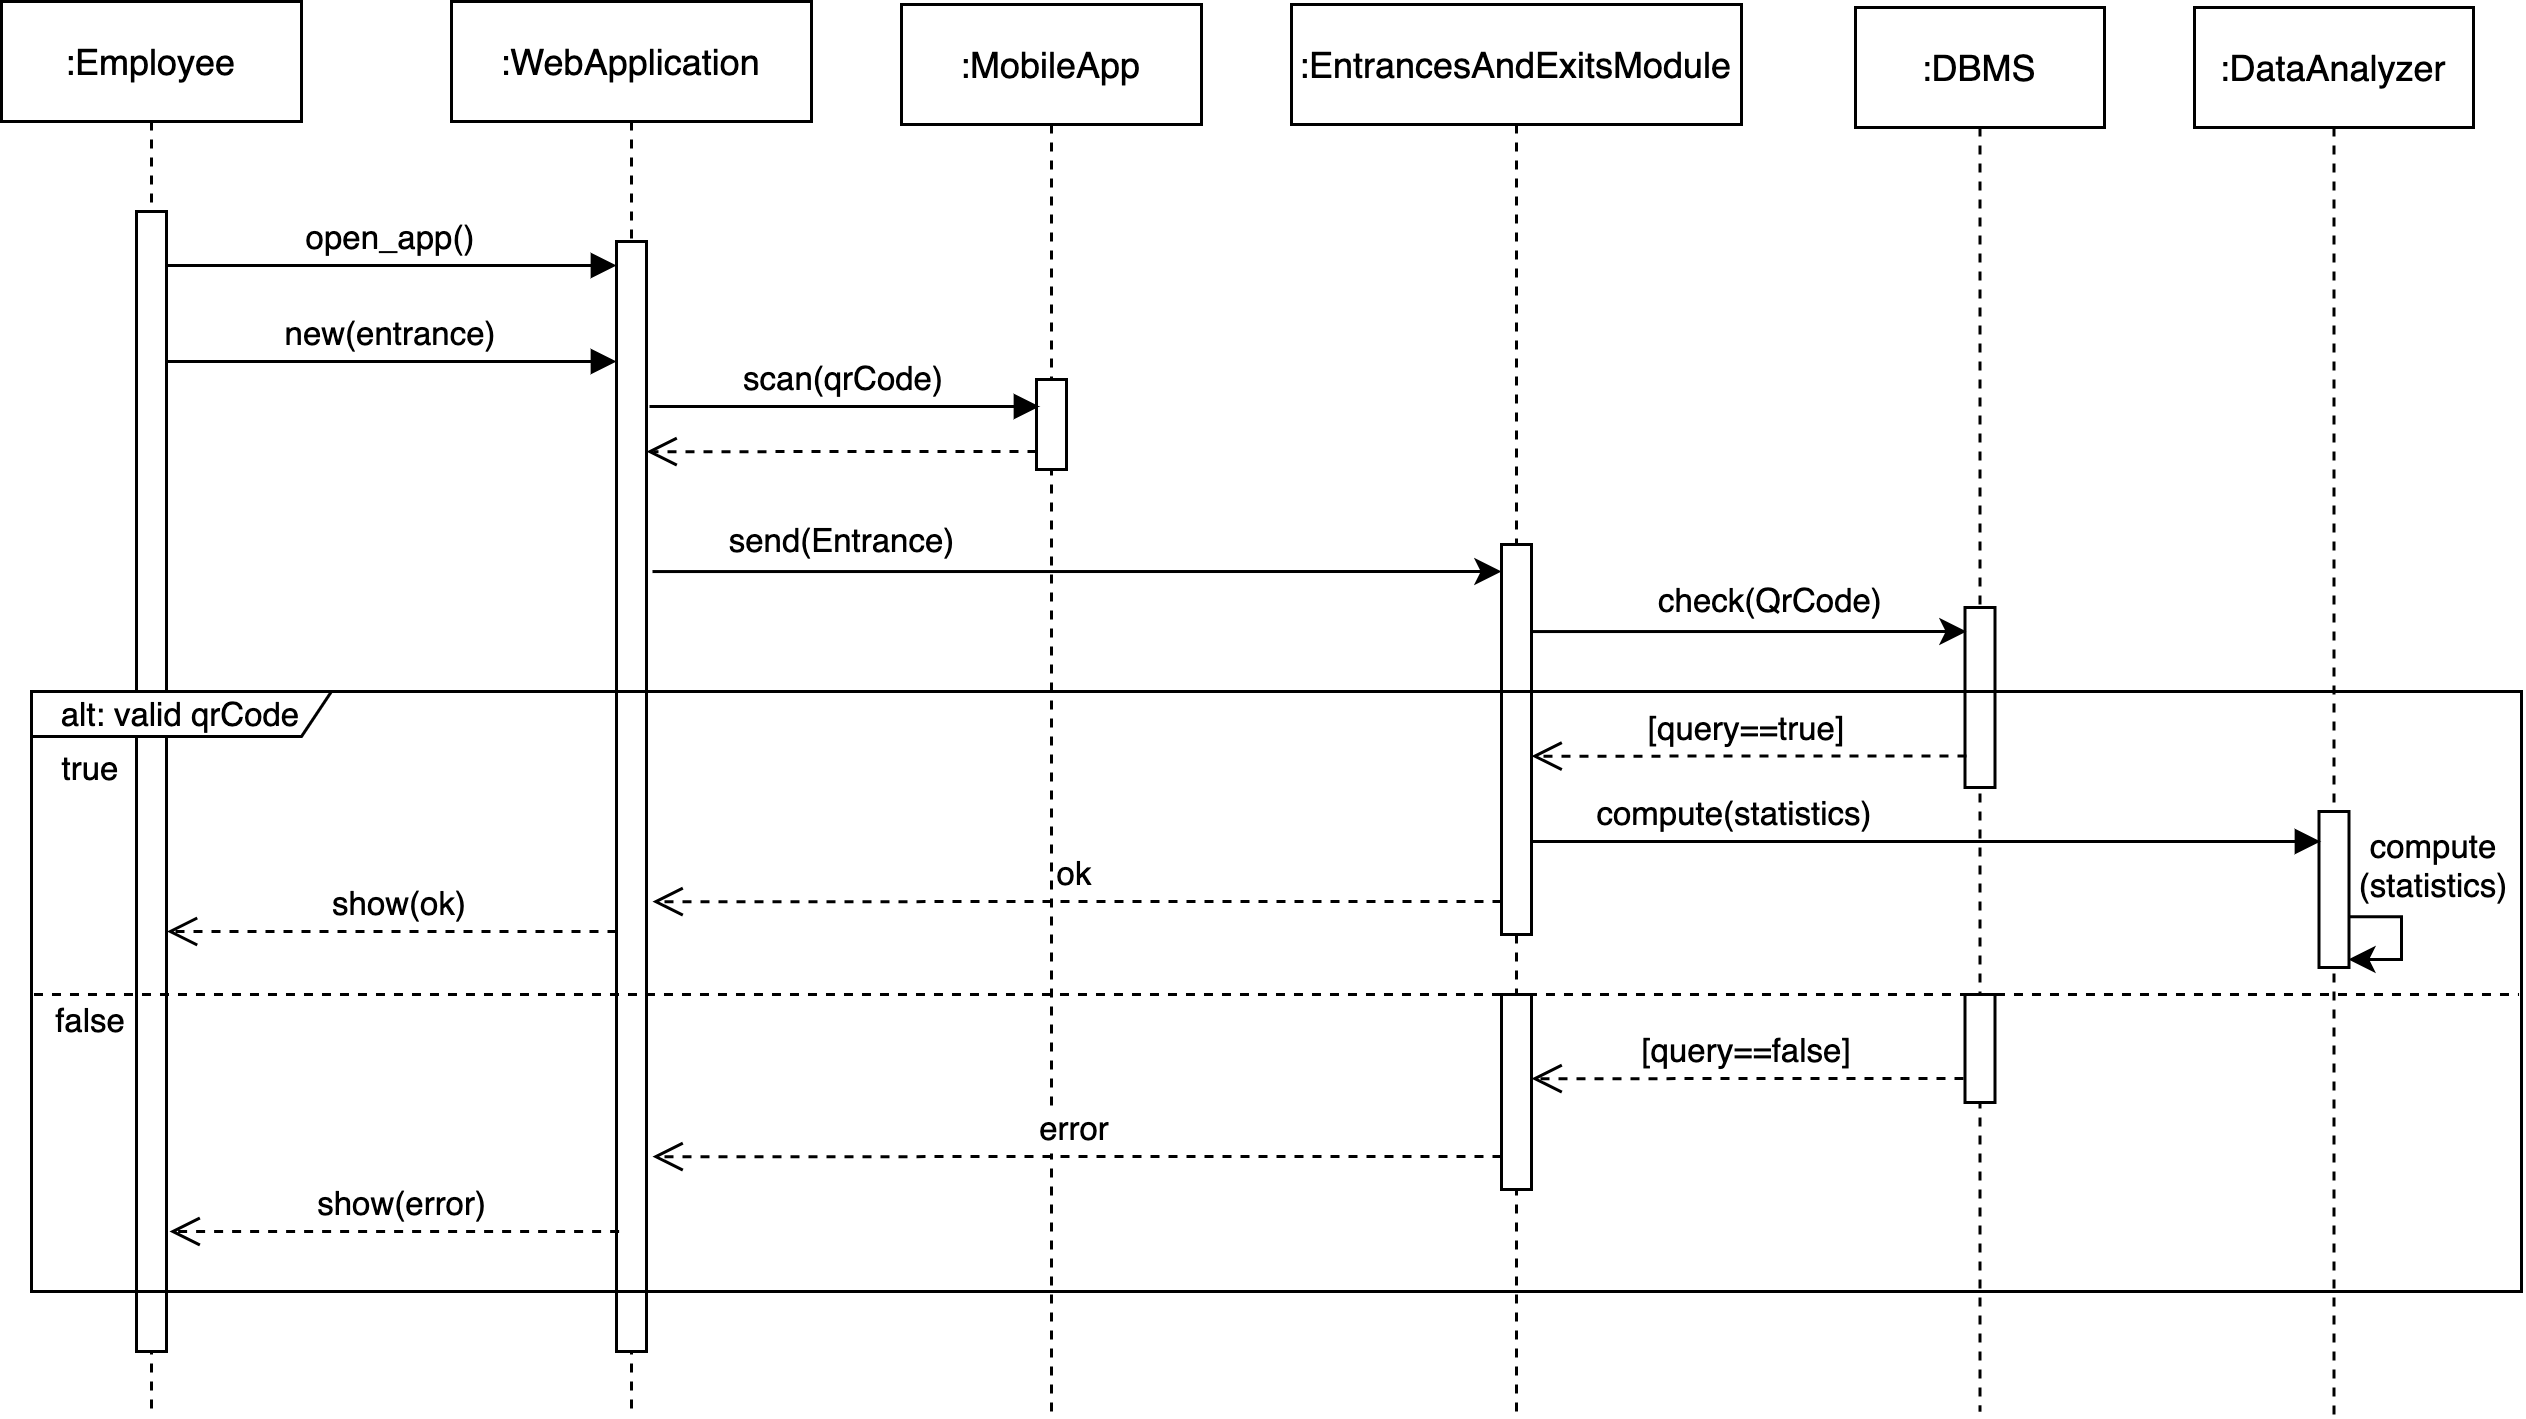 :Employee
:WebApplication
:MobileApp
:EntrancesAndExitsModule
:DBMS
:DataAnalyzer
open_app()
new(entrance)
scan(qrCode)
send(Entrance)
check(QrCode)
alt: valid qrCode
[query==true]
true
compute(statistics)
compute
(statistics)
ok
show(ok)
false
[query==false]
error
show(error)